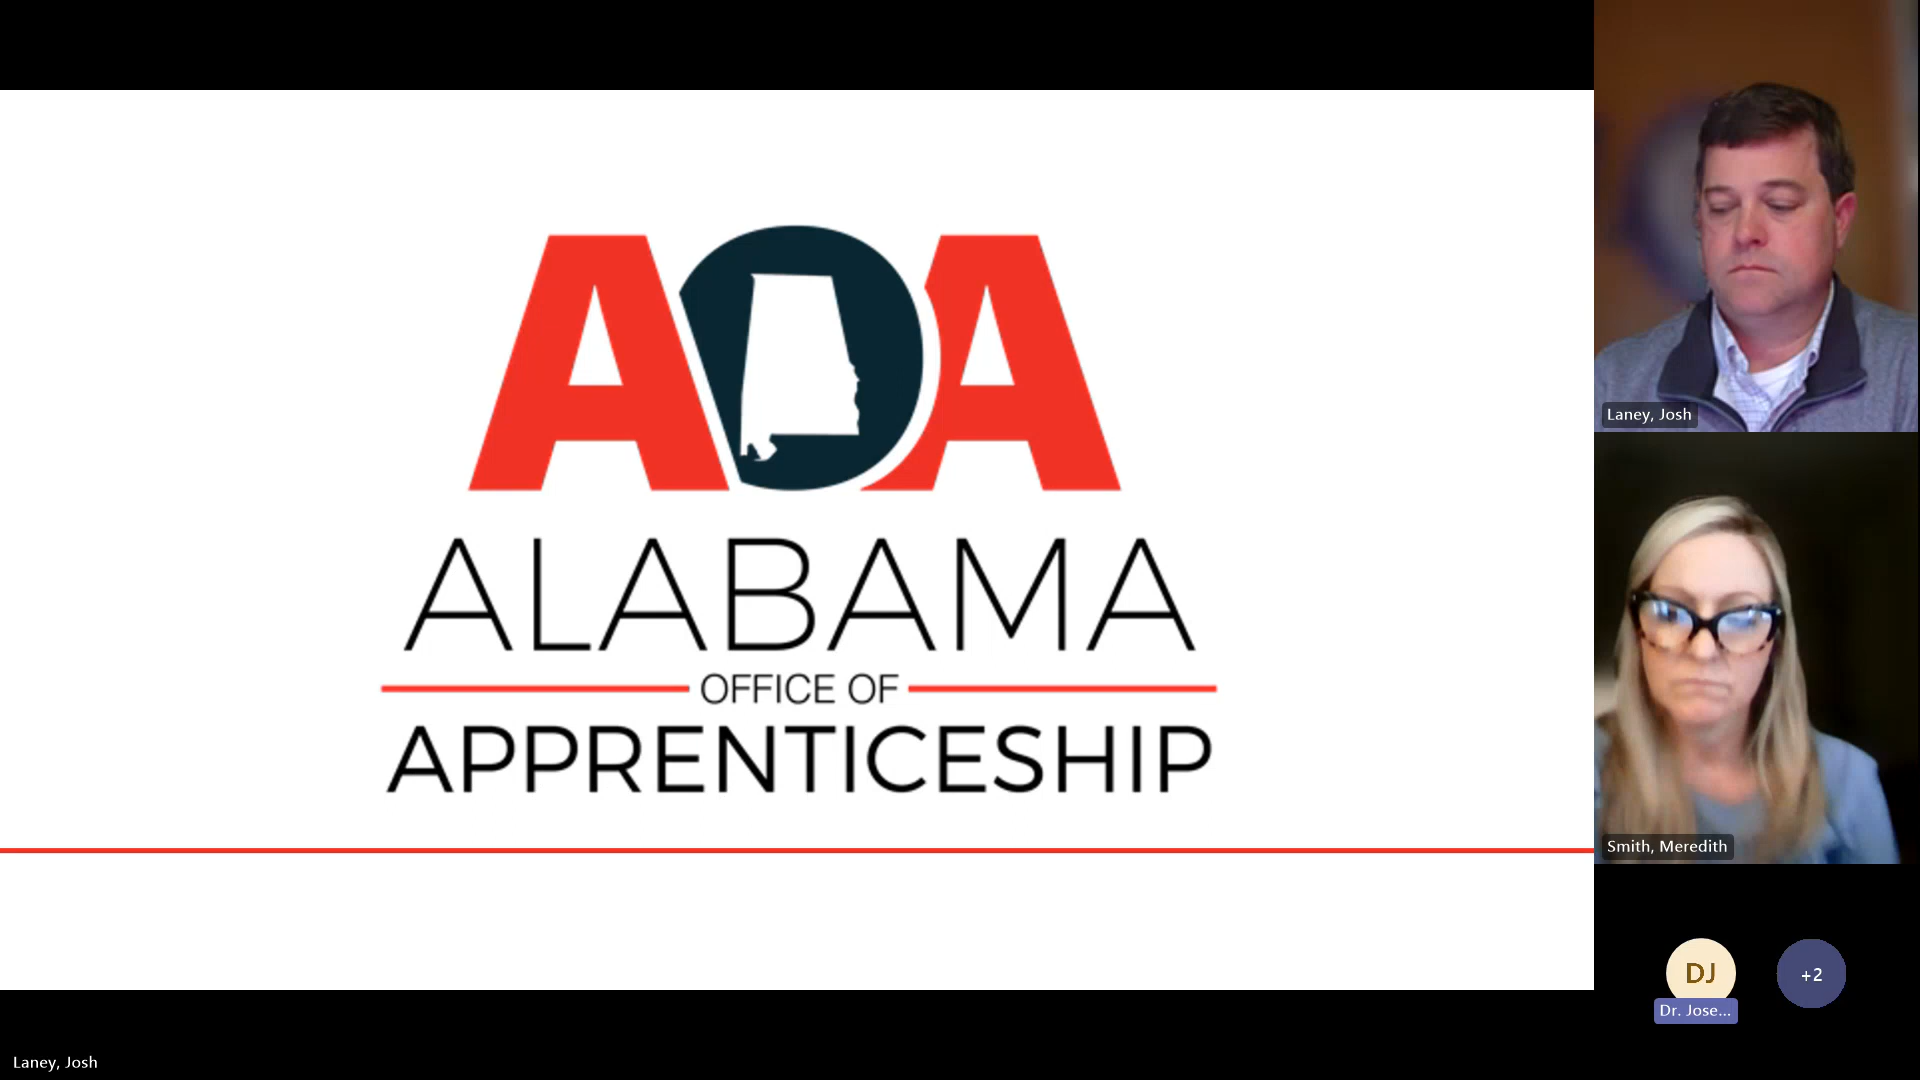 AOA
ALABAMA
OFFICE OF
APPRENTICESHIP
Laney, Josh
Smith, Meredith
DJ
+2
Dr. Jose...
Laney, Josh